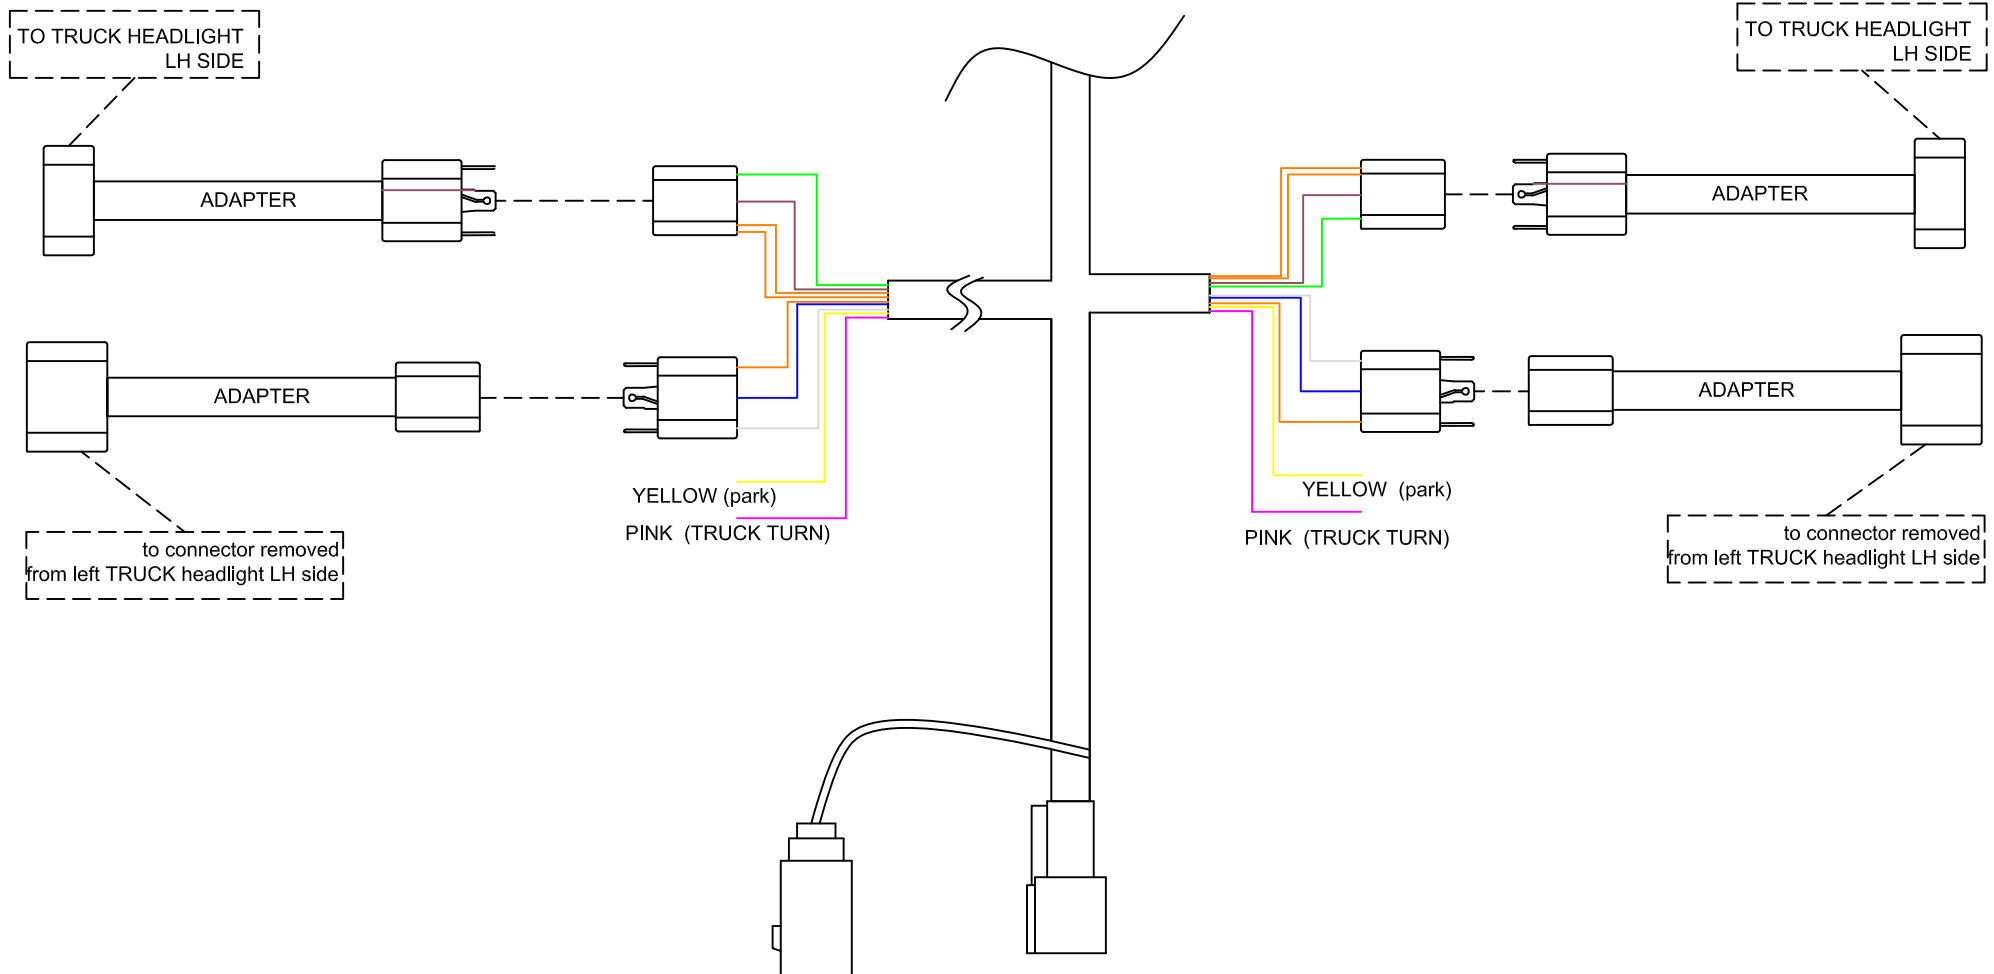 TO TRUCK HEADLIGHT
LH SIDE
TO TRUCK HEADLIGHT
LH SIDE
ADAPTER
ADAPTER
ADAPTER
ADAPTER
YELLOW (park)
PINK (TRUCK TURN)
YELLOW (park)
PINK (TRUCK TURN)
to connector removed
from left TRUCK headlight LH side
to connector removed
from left TRUCK headlight LH side